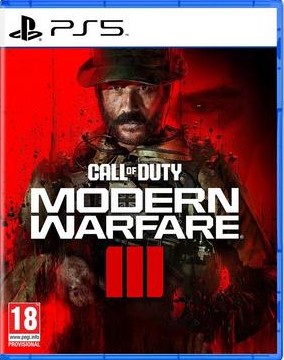 PS5
CALL OF DUTY
MODERN
WARFARE
III
18
www.pegi.info
PROVISIONAL